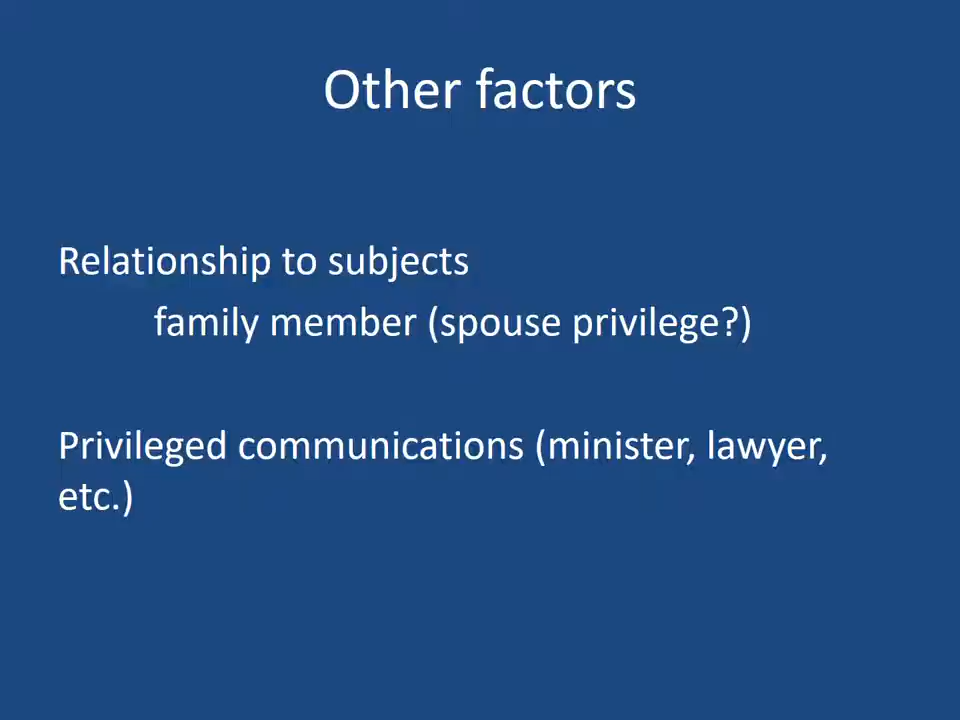 Other factors
Relationship to subjects
family member (spouse privilege?)
Privileged communications (minister, lawyer,
etc.)